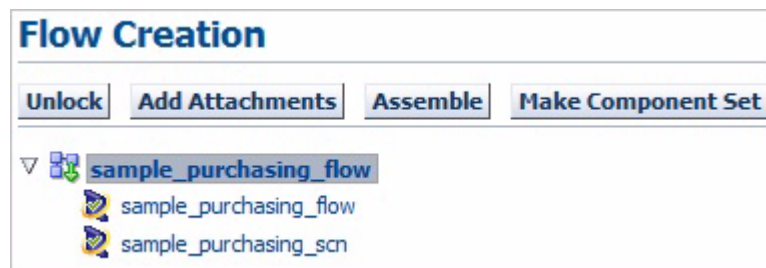 Flow Creation
Unlock Add Attachments Assemble Make Component Set
sample_purchasing_flow
sample_purchasing_flow
sample_purchasing_scn